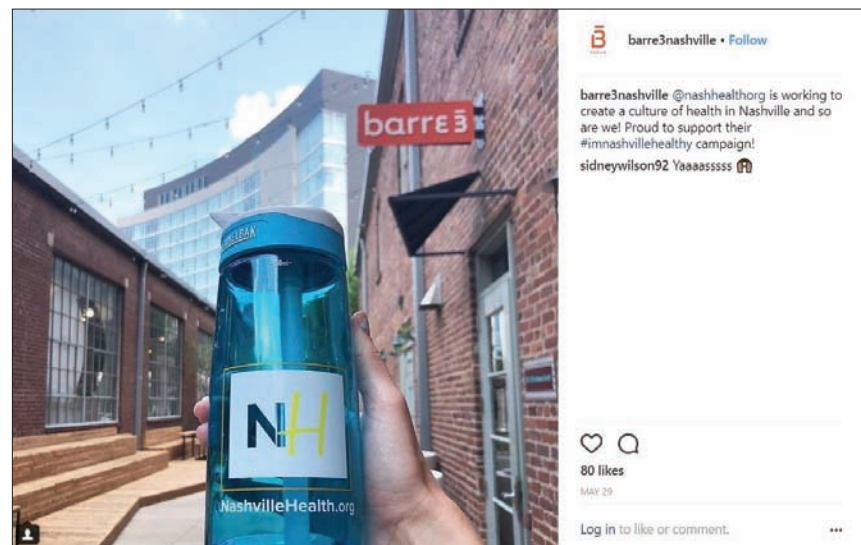 barrE3
CAMELBAK
NH
NashvilleHealth.org
barre3nashville • Follow
barre3nashville @nashhealthorg is working to
create a culture of health in Nashville and so
are we! Proud to support their
#imnashvillehealthy campaign!
sidneywilson92 Yaaaasssss
80 likes
MAY 29
Log in to like or comment.